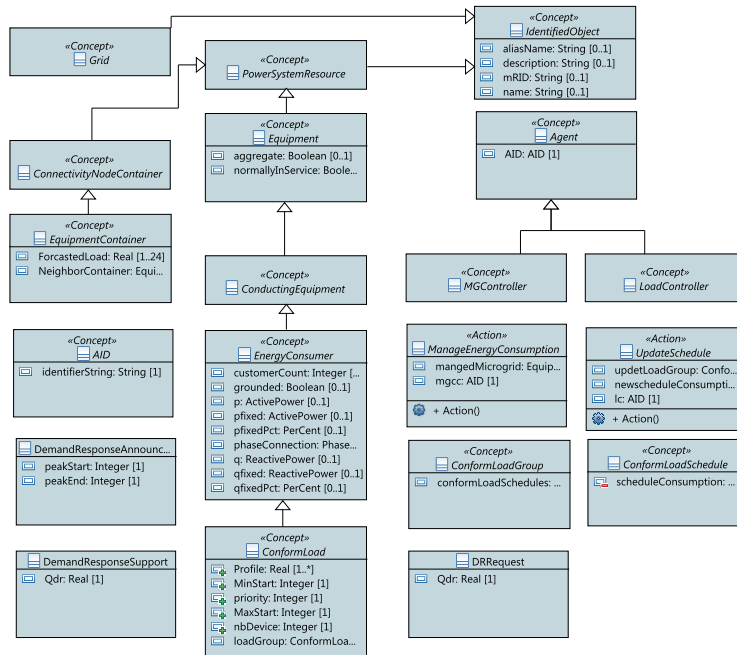 «Concept»
Grid
«Concept»
PowerSystemResource
«Concept»
IdentifiedObject
aliasName: String [0..1]
description: String [0..1]
mRID: String [0..1]
name: String [0..1]
«Concept»
ConnectivityNodeContainer
«Concept»
Equipment
aggregate: Boolean [0..1]
normallyInService: Boole...
«Concept»
Agent
AID: AID [1]
«Concept»
EquipmentContainer
ForcastedLoad: Real [1..24]
NeighborContainer: Equi...
«Concept»
ConductingEquipment
«Concept»
MGController
«Concept»
LoadController
«Concept»
AID
identifierString: String [1]
«Concept»
EnergyConsumer
customerCount: Integer [...
grounded: Boolean [0..1]
p: ActivePower [0..1]
pfixed: ActivePower [0..1]
pfixedPct: PerCent [0..1]
phaseConnection: Phase...
q: ReactivePower [0..1]
qfixed: ReactivePower [0..1]
qfixedPct: PerCent [0..1]
«Action»
ManageEnergyConsumption
mangedMicrogrid: Equip...
mgcc: AID [1]
+ Action()
«Action»
UpdateSchedule
updetLoadGroup: Confo...
newscheduleConsumpti...
lc: AID [1]
+ Action()
DemandResponseAnnounc...
peakStart: Integer [1]
peakEnd: Integer [1]
«Concept»
ConformLoadGroup
conformLoadSchedules: ...
«Concept»
ConformLoadSchedule
scheduleConsumption: ...
DemandResponseSupport
Qdr: Real [1]
«Concept»
ConformLoad
Profile: Real [1..*]
MinStart: Integer [1]
priority: Integer [1]
MaxStart: Integer [1]
nbDevice: Integer [1]
loadGroup: ConformLoa...
DRRequest
Qdr: Real [1]